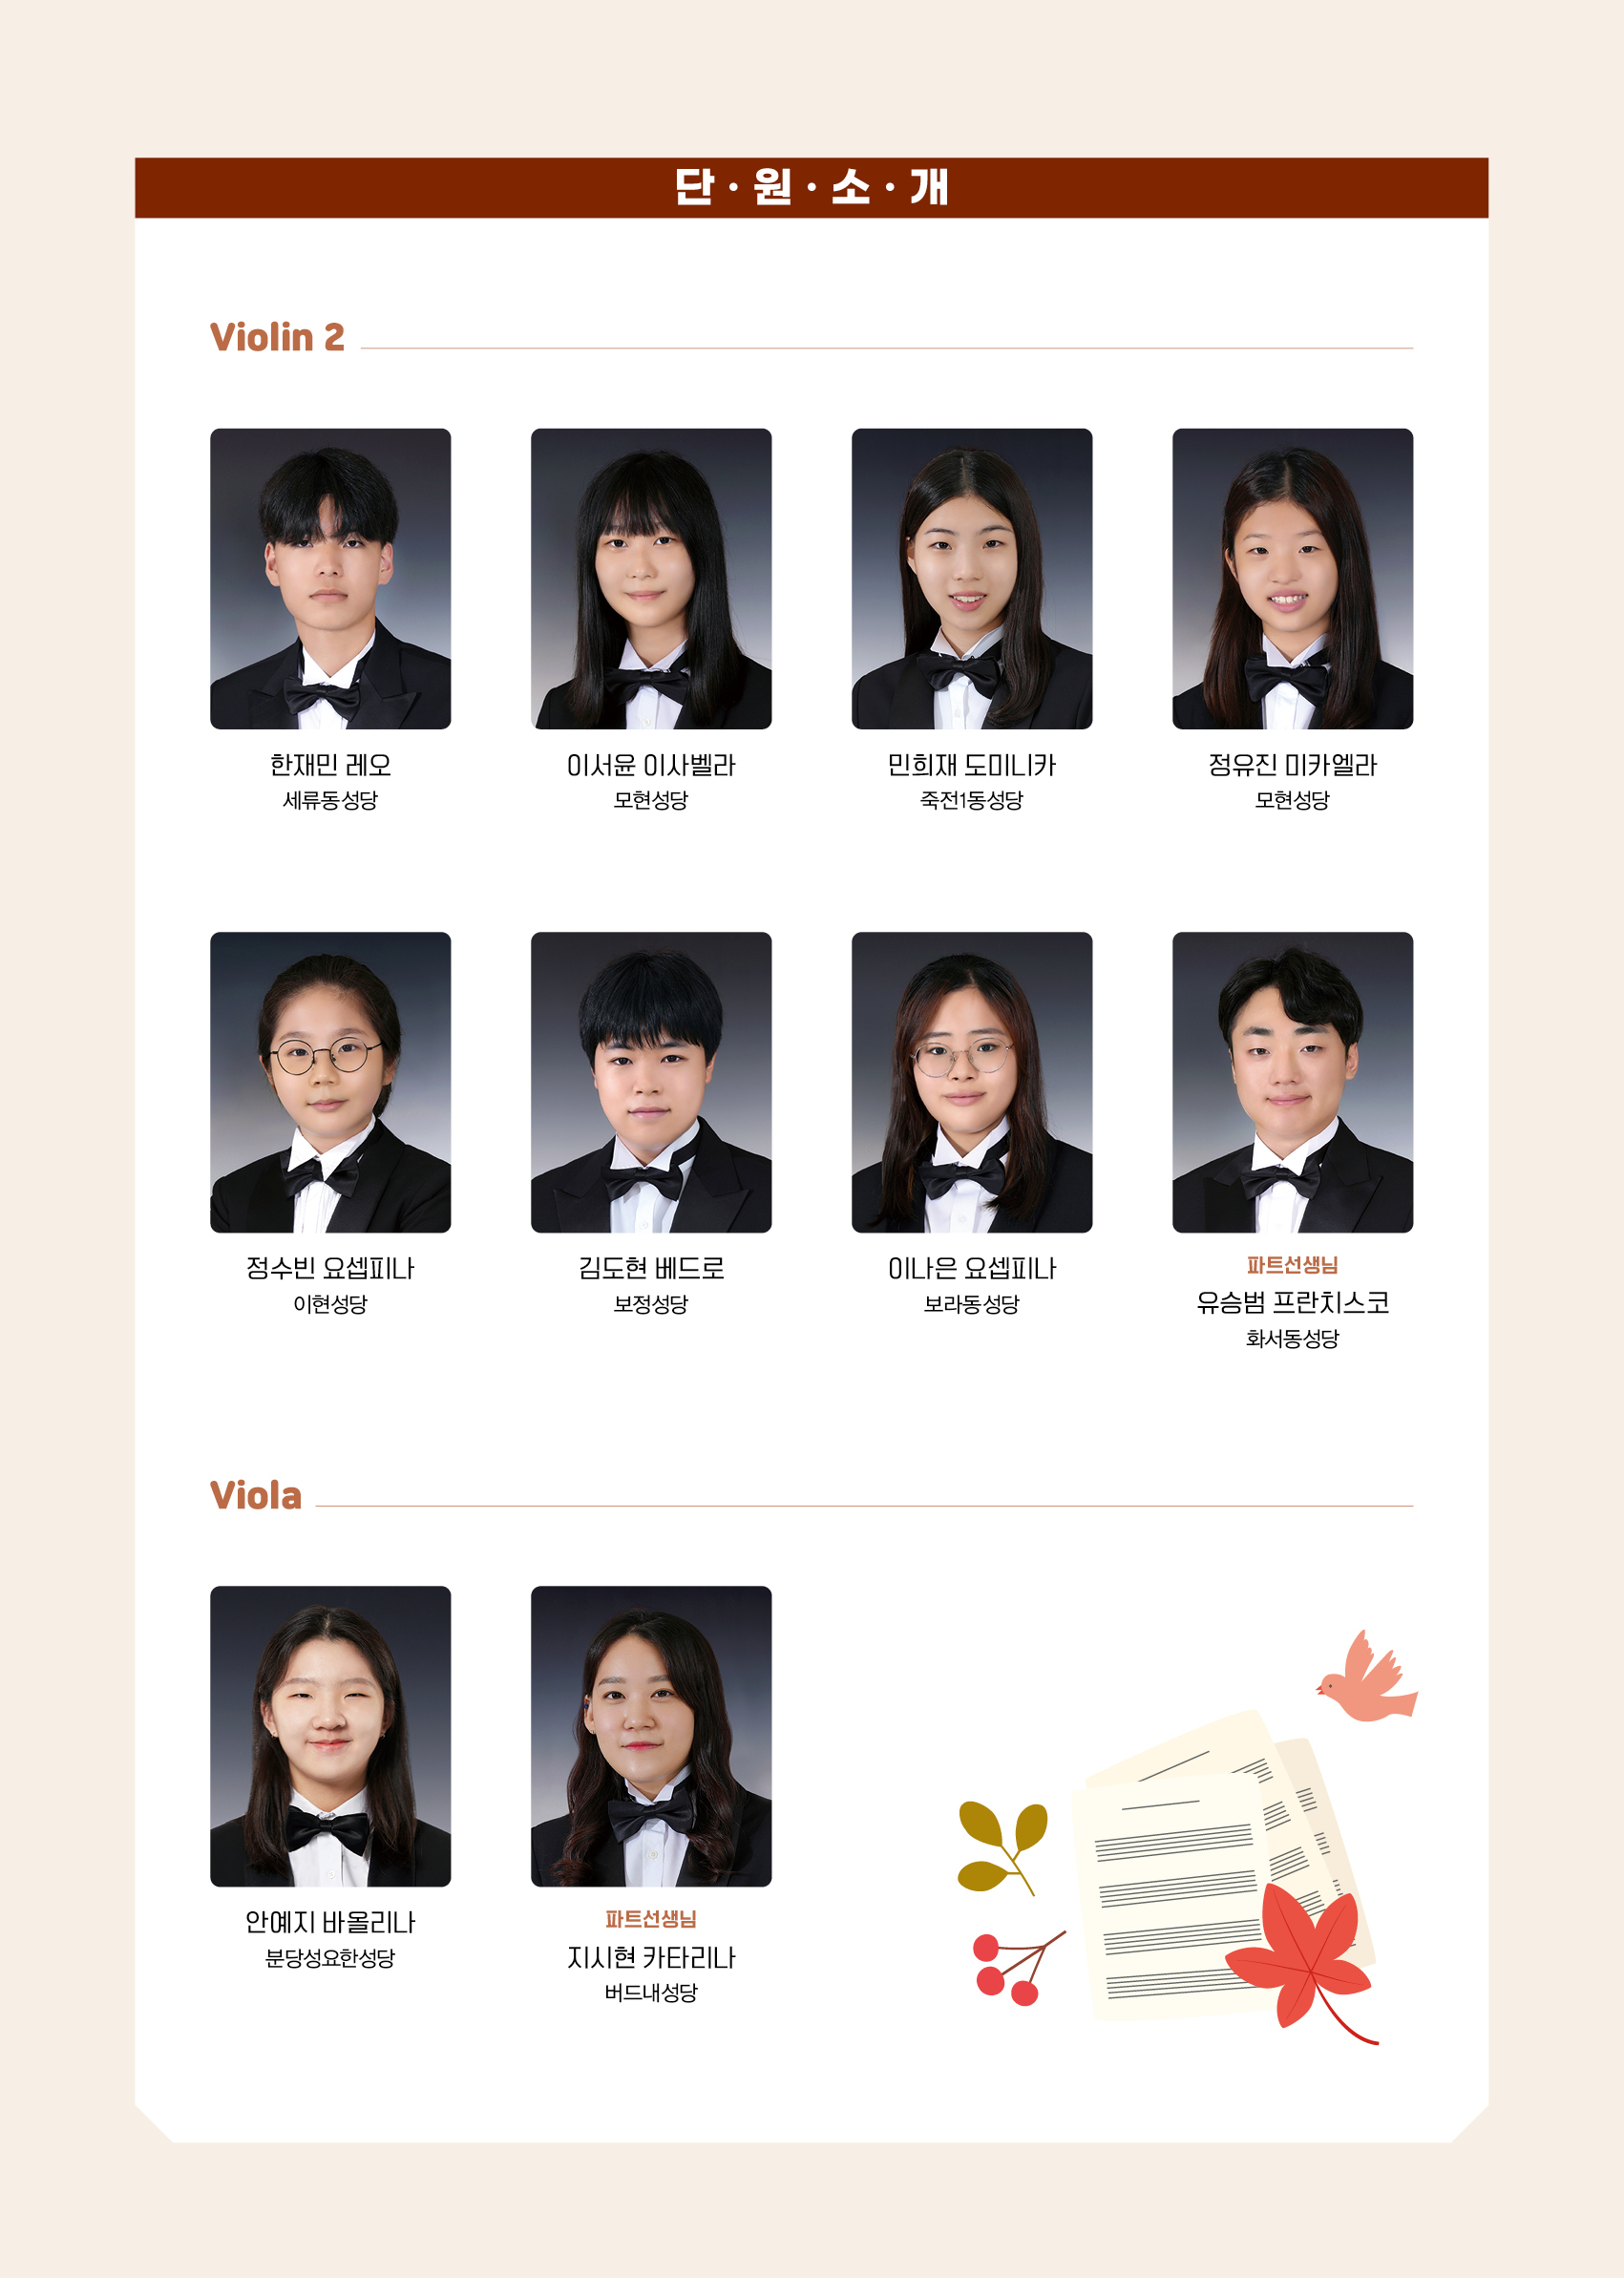 단·원·소·개
Violin 2
한재민 레오
세류동성당
이서윤 이사벨라
모현성당
민희재 도미니카
죽전1동성당
정유진 미카엘라
모현성당
정수빈 요셉피나
이현성당
김도현 베드로
보정성당
이나은 요셉피나
보라동성당
파트선생님
유승범 프란치스코
화서동성당
Viola
안예지 바올리나
분당성요한성당
파트선생님
지시현 카타리나
버드내성당